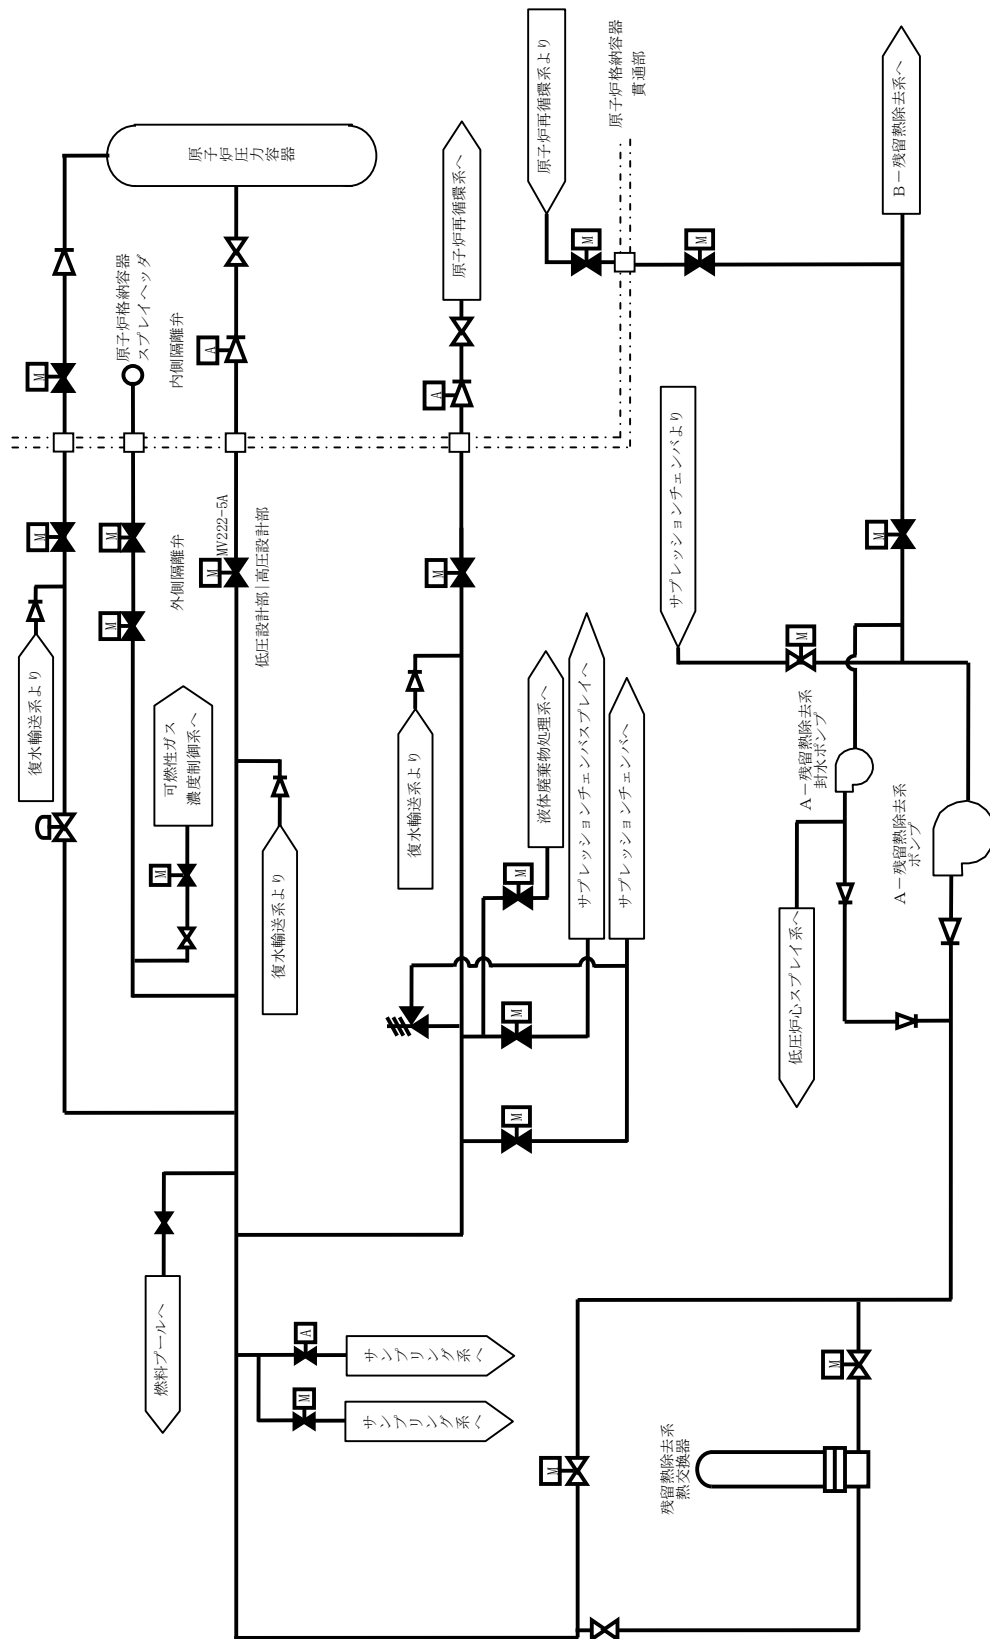 原子炉圧力容器
原子炉格納容器
スプレイヘッダ
内側隔離弁
A
M
原子炉再循環系へ
A
原子炉再循環系より
原子炉格納容器
貫通部
M
M
B－残留熱除去系へ
M
M
M
外側隔離弁
M
MV222-5A
低圧設計部|高圧設計部
M
サプレッションチェンバより
M
M
復水輸送系より
可燃性ガス
濃度制御系へ
M
復水輸送系より
復水輸送系より
液体廃棄物処理系へ
サプレッションチェンバスプレイへ
サプレッションチェンバへ
M
M
M
A－残留熱除去系
封水ポンプ
A－残留熱除去系
ポンプ
低圧炉心スプレイ系へ
燃料プールへ
A
サンプリング系へ
M
サンプリング系へ
M
M
残留熱除去系
熱交換器